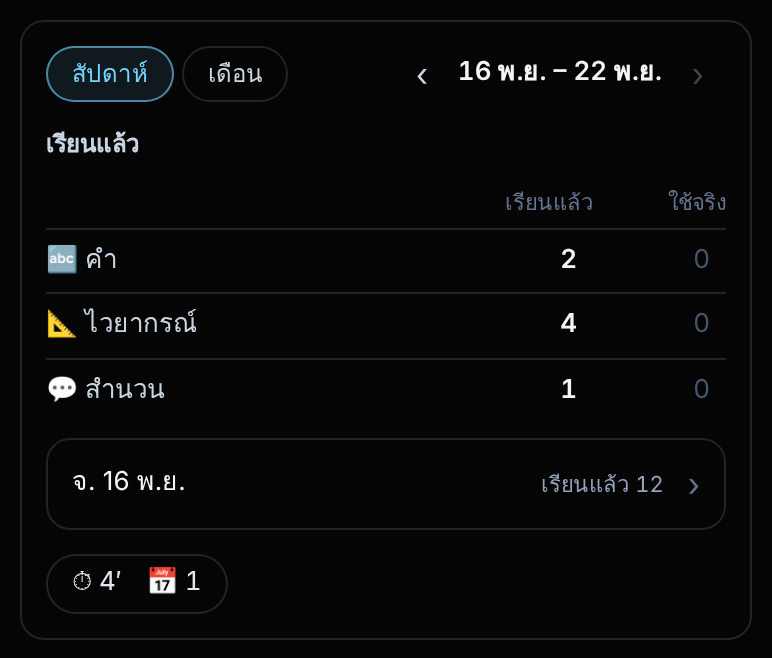 สัปดาห์ เดือน ‹ 16 พ.ย. – 22 พ.ย. ›
เรียนแล้ว
เรียนแล้ว ใช้จริง
🔤 คำ 2 0
📐 ไวยากรณ์ 4 0
💬 สำนวน 1 0
จ. 16 พ.ย. เรียนแล้ว 12 ›
⏱ 4′ 📅 1